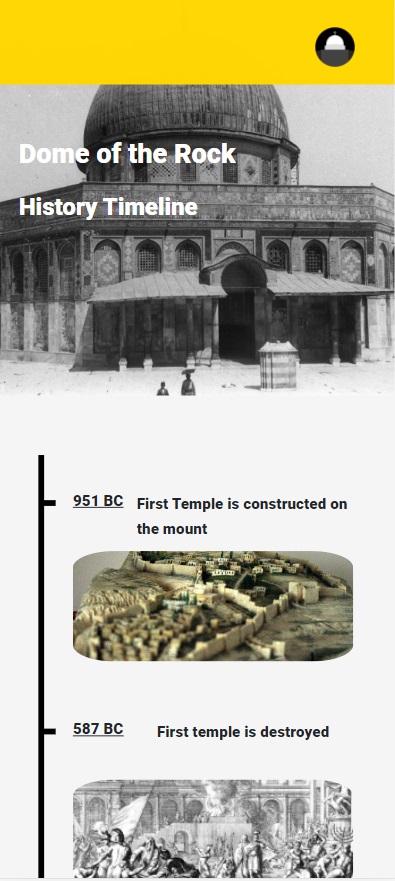 Dome of the Rock
History Timeline
951 BC
First Temple is constructed on
the mount
587 BC
First temple is destroyed